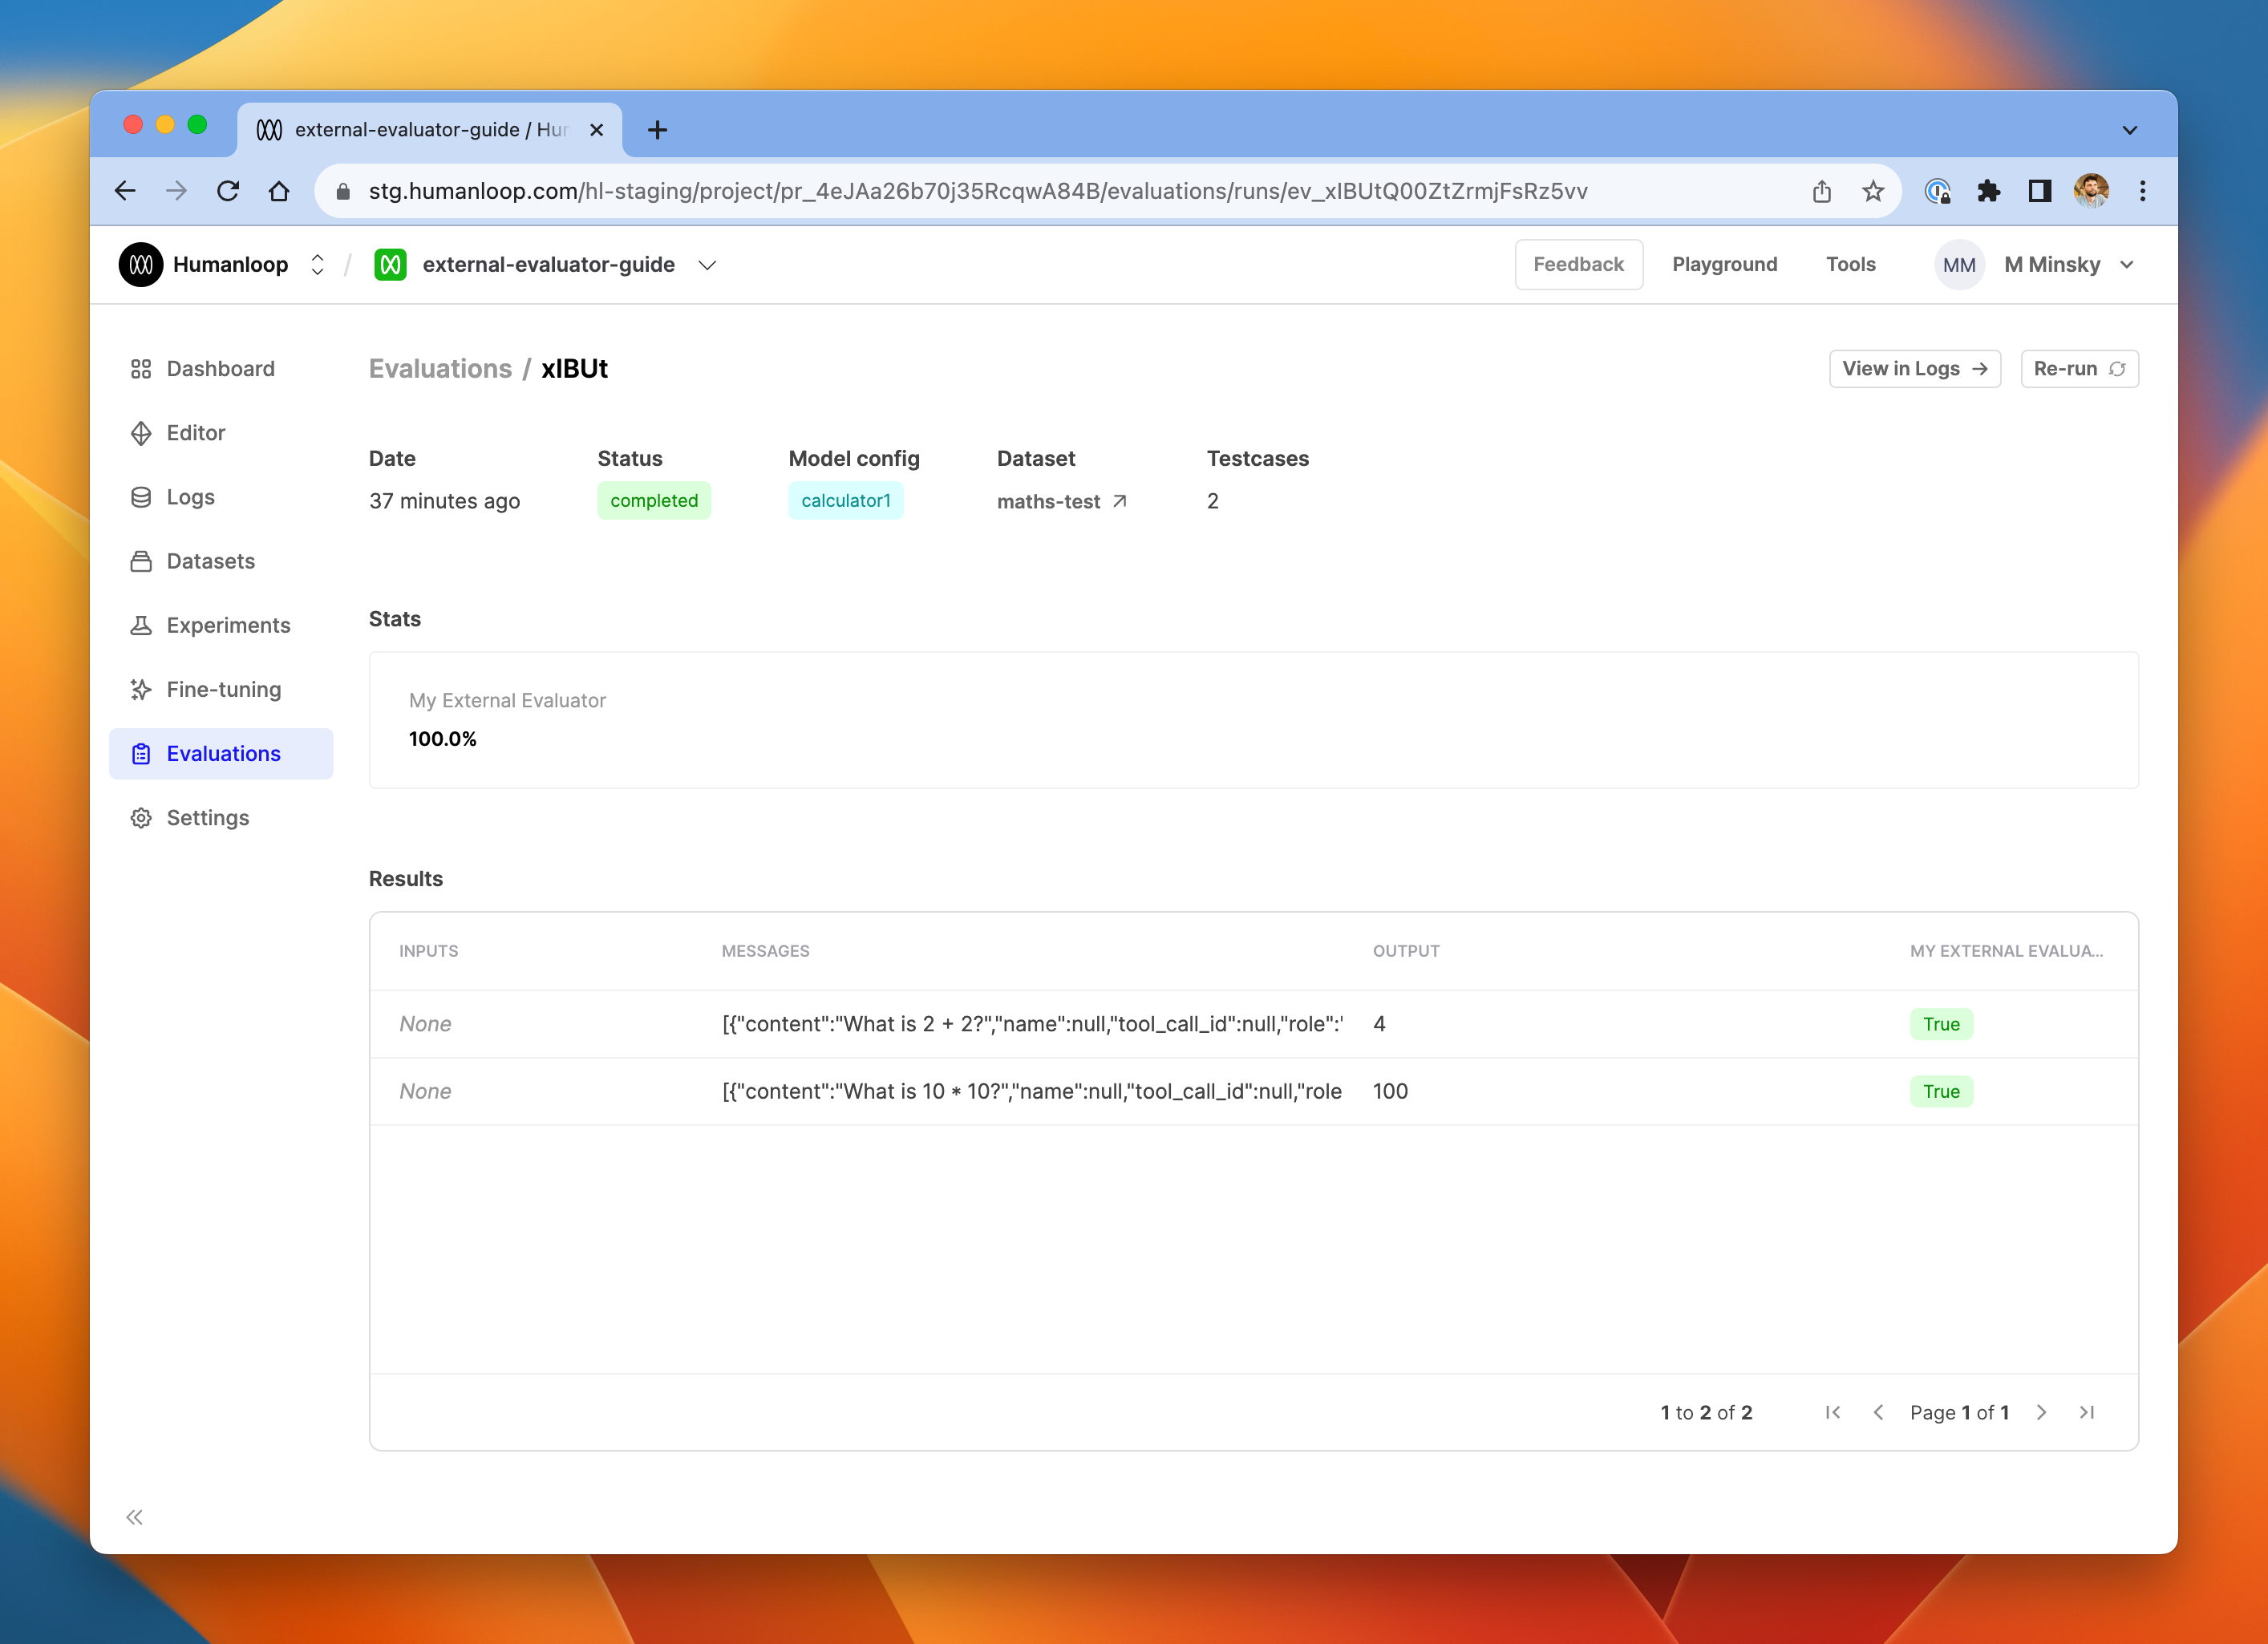 external-evaluator-guide / Hur
stg.humanloop.com/hl-staging/project/pr_4eJAa26b70j35RcqwA84B/evaluations/runs/ev_xIBUtQ00ZtZrmjFsRz5vv
Humanloop / external-evaluator-guide Feedback Playground Tools MM M Minsky
Dashboard
Editor
Logs
Datasets
Experiments
Fine-tuning
Evaluations
Settings
Evaluations / xIBUt View in Logs Re-run
Date Status Model config Dataset Testcases
37 minutes ago completed calculator1 maths-test 2
Stats
My External Evaluator
100.0%
Results
INPUTS MESSAGES OUTPUT MY EXTERNAL EVALUA...
None [{"content":"What is 2 + 2?","name":null,"tool_call_id":null,"role":" 4 True
None [{"content":"What is 10 * 10?","name":null,"tool_call_id":null,"role 100 True
1 to 2 of 2 Page 1 of 1